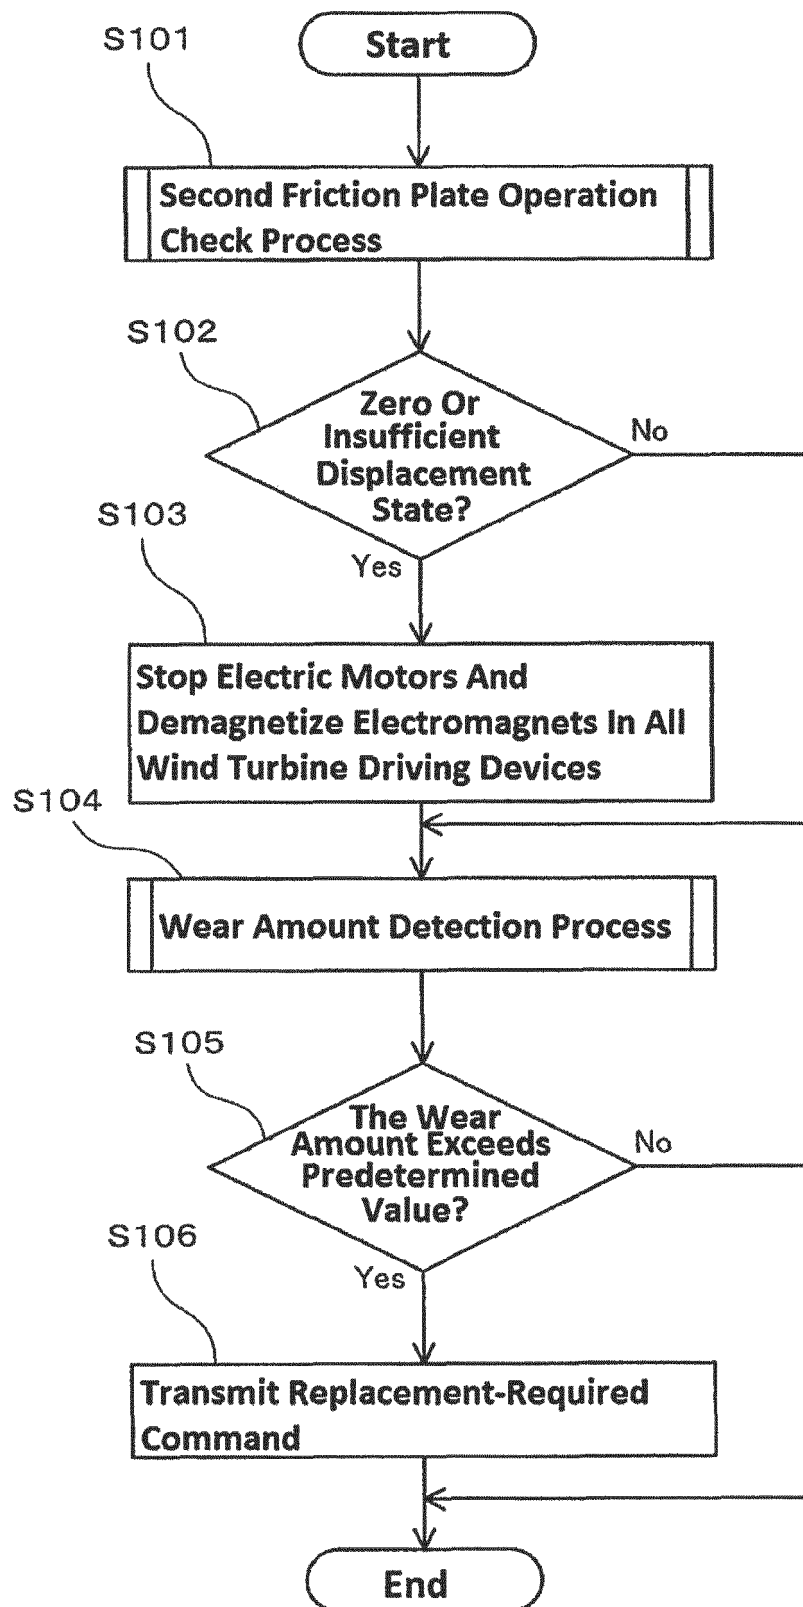 S101
Start
Second Friction Plate Operation
Check Process
S102
Zero Or
Insufficient
Displacement
State?
No
Yes
S103
Stop Electric Motors And
Demagnetize Electromagnets In All
Wind Turbine Driving Devices
S104
Wear Amount Detection Process
S105
The Wear
Amount Exceeds
Predetermined
Value?
No
Yes
S106
Transmit Replacement-Required
Command
End